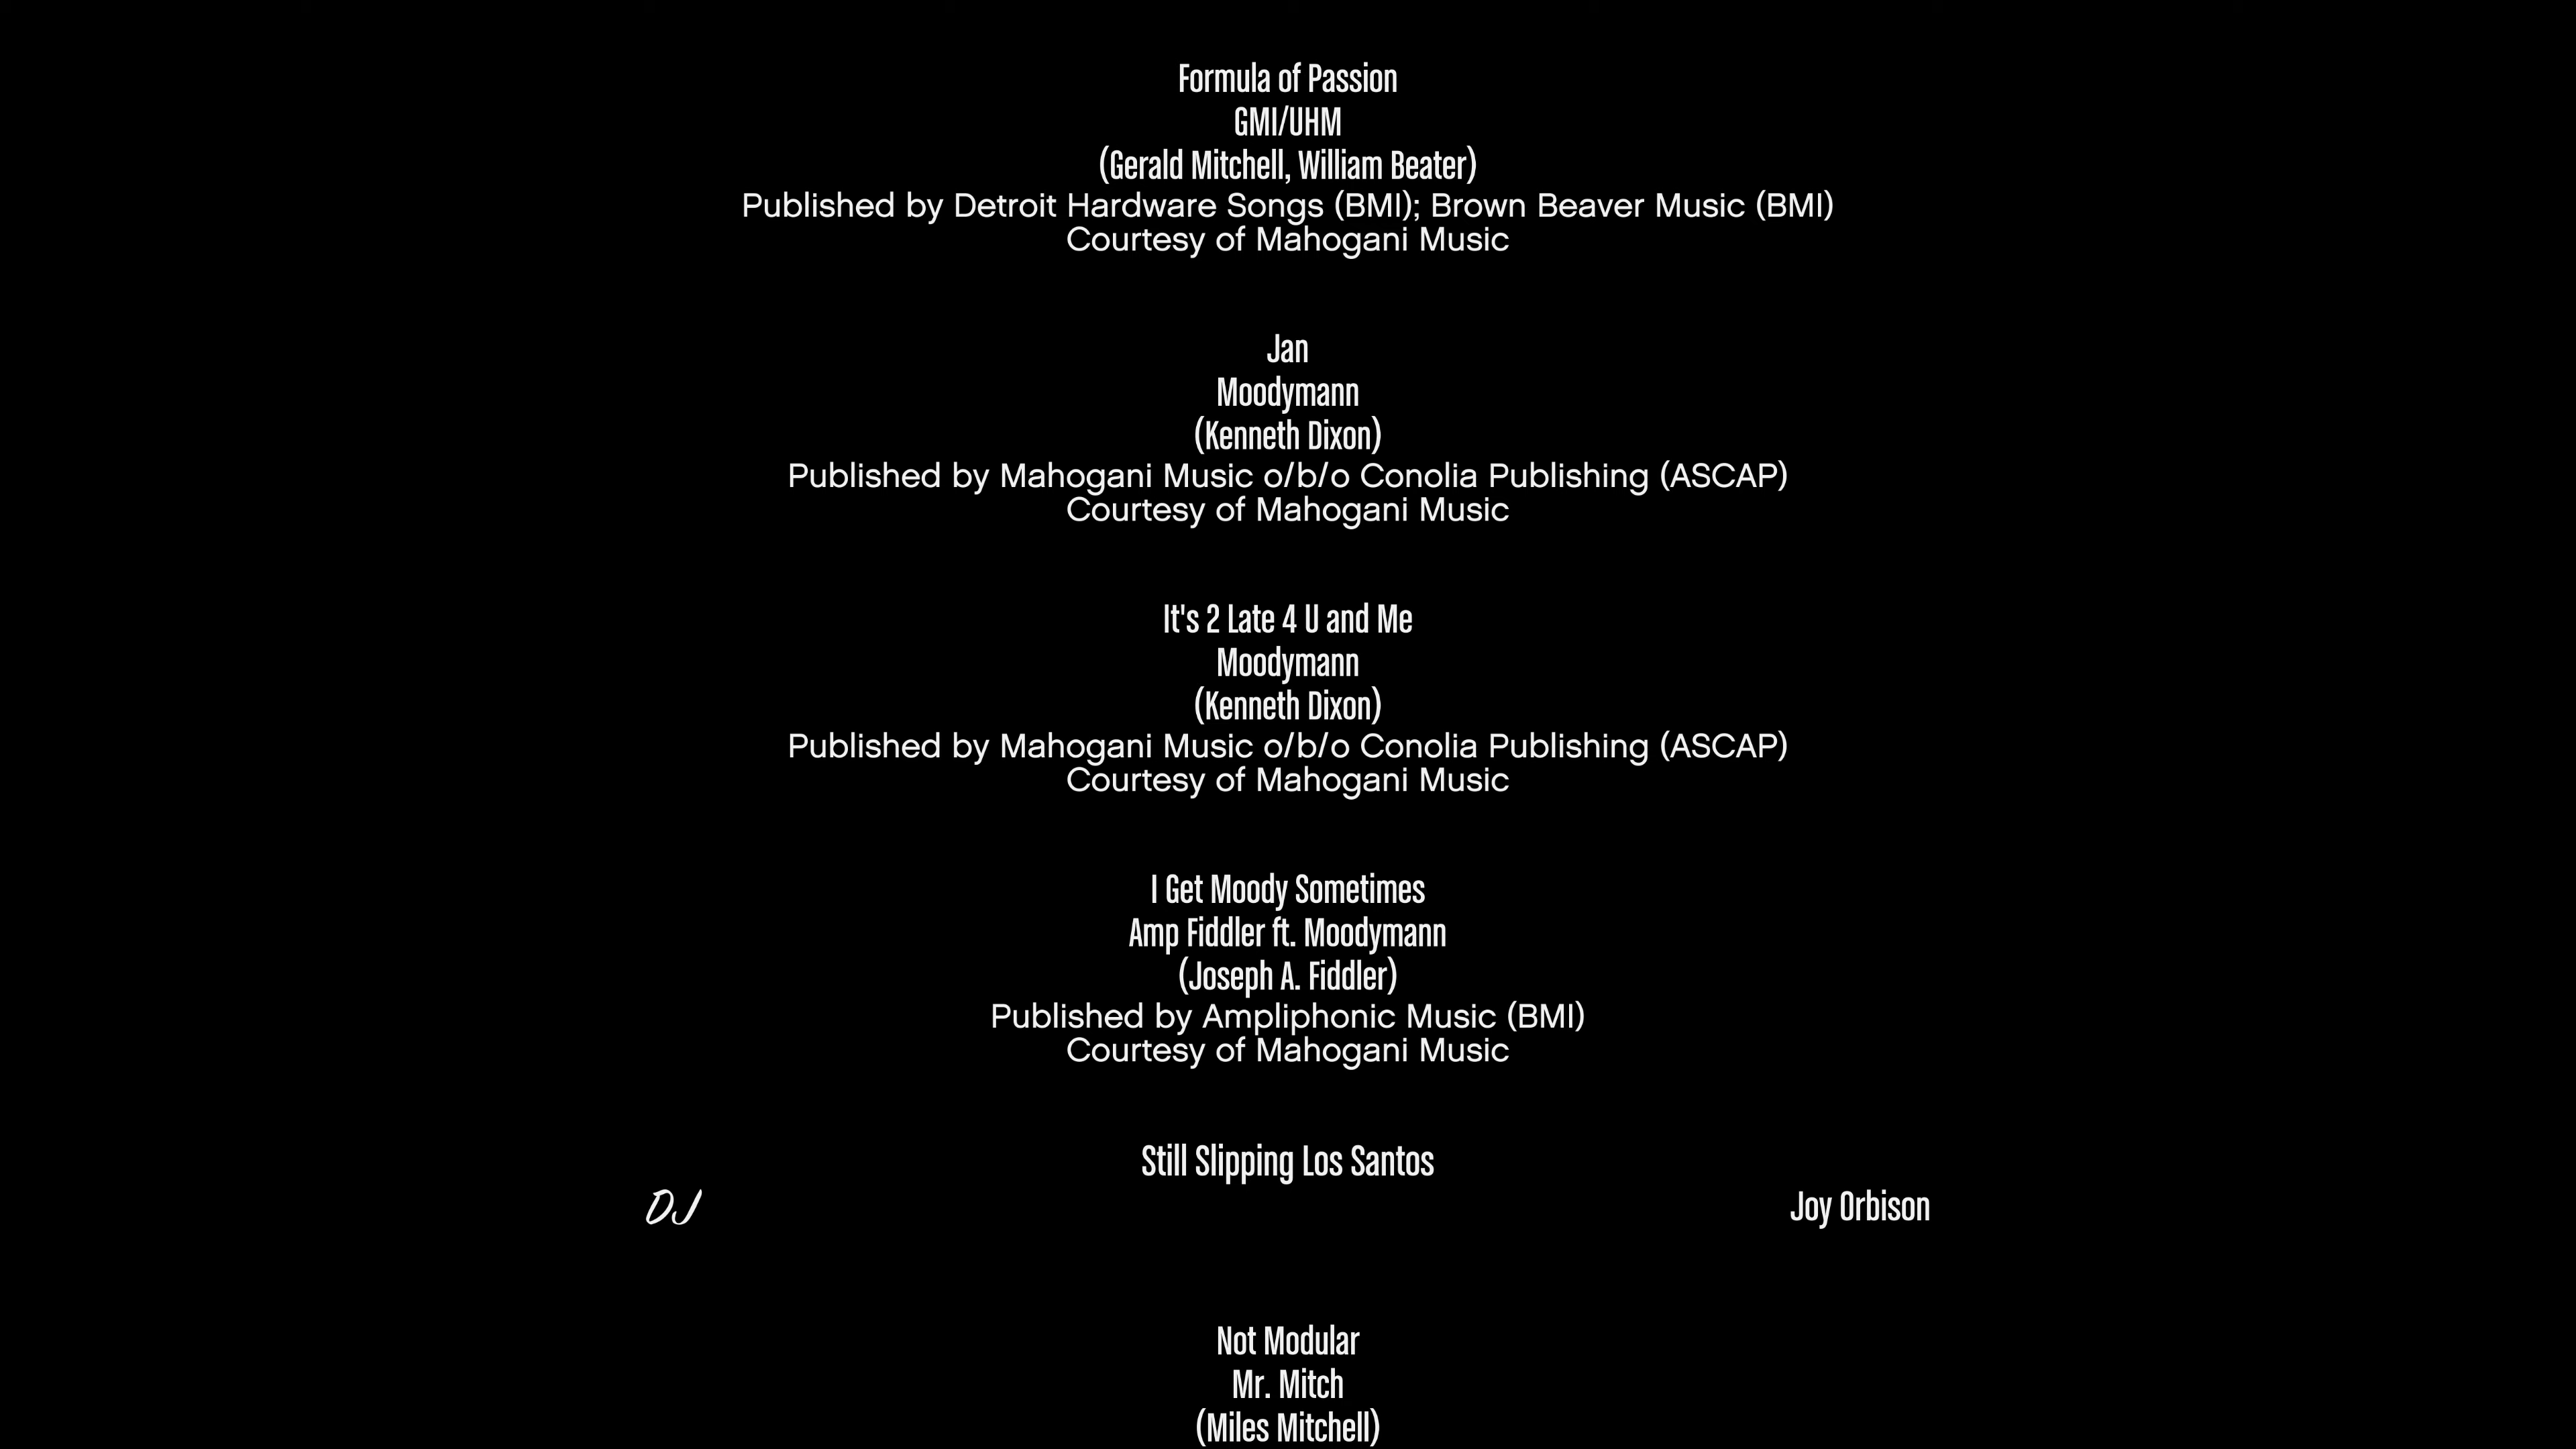 Formula of Passion
GMI/UHM
(Gerald Mitchell, William Beater)
Published by Detroit Hardware Songs (BMI); Brown Beaver Music (BMI)
Courtesy of Mahogani Music
Jan
Moodymann
(Kenneth Dixon)
Published by Mahogani Music o/b/o Conolia Publishing (ASCAP)
Courtesy of Mahogani Music
It's 2 Late 4 U and Me
Moodymann
(Kenneth Dixon)
Published by Mahogani Music o/b/o Conolia Publishing (ASCAP)
Courtesy of Mahogani Music
I Get Moody Sometimes
Amp Fiddler ft. Moodymann
(Joseph A. Fiddler)
Published by Ampliphonic Music (BMI)
Courtesy of Mahogani Music
Still Slipping Los Santos
DJ Joy Orbison
Not Modular
Mr. Mitch
(Miles Mitchell)